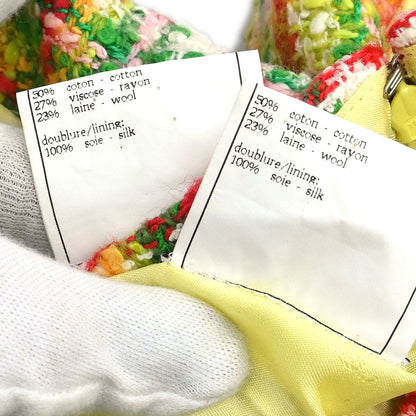 50% coton - cotton
27% viscose - rayon
23% laine - wool
doublure/lining:
100% soie - silk
50% coton - cotton
27% viscose - rayon
23% laine - wool
doublure/lining:
100% soie - silk